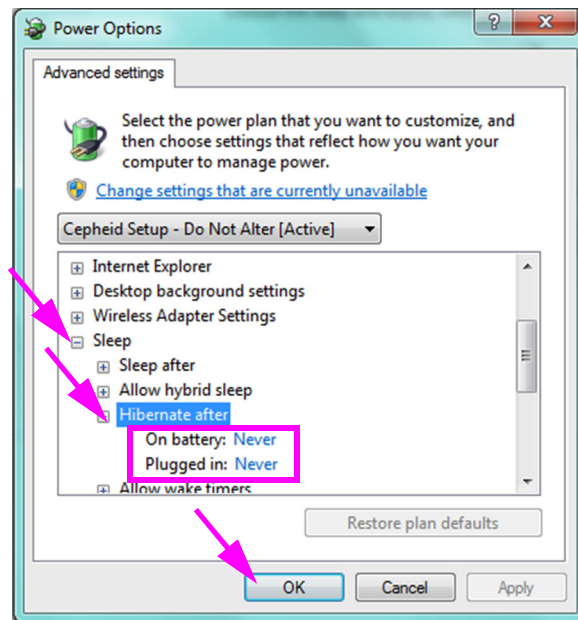 Power Options
Advanced settings
Select the power plan that you want to customize, and
then choose settings that reflect how you want your
computer to manage power.
Change settings that are currently unavailable
Cepheid Setup - Do Not Alter [Active]
Internet Explorer
Desktop background settings
Wireless Adapter Settings
Sleep
Sleep after
Allow hybrid sleep
Hibernate after
On battery: Never
Plugged in: Never
Allow wake timers
Restore plan defaults
OK Cancel Apply